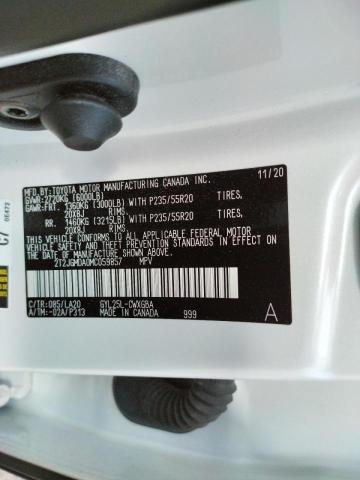 MFD.BY:TOYOTA MOTOR MANUFACTURING CANADA INC. 11/20
GVWR:2720KG (6000LB)
GAWR:FRT. 1360KG (3000LB) WITH P235/55R20 TIRES,
20X8J RIMS,
RR. 1460KG (3215LB) WITH P235/55R20 TIRES,
20X8J RIMS,
THIS VEHICLE CONFORMS TO ALL APPLICABLE FEDERAL MOTOR
VEHICLE SAFETY AND BUMPER STANDARDS IN EFFECT ON THE DATE OF
MANUFACTURE SHOWN ABOVE.
2T2JGMDA0MC059857 MPV
C/TR:085/LA20 GYL25L-CWXGBA
A/TM:-02A/P313 MADE IN CANADA 999 A
C7